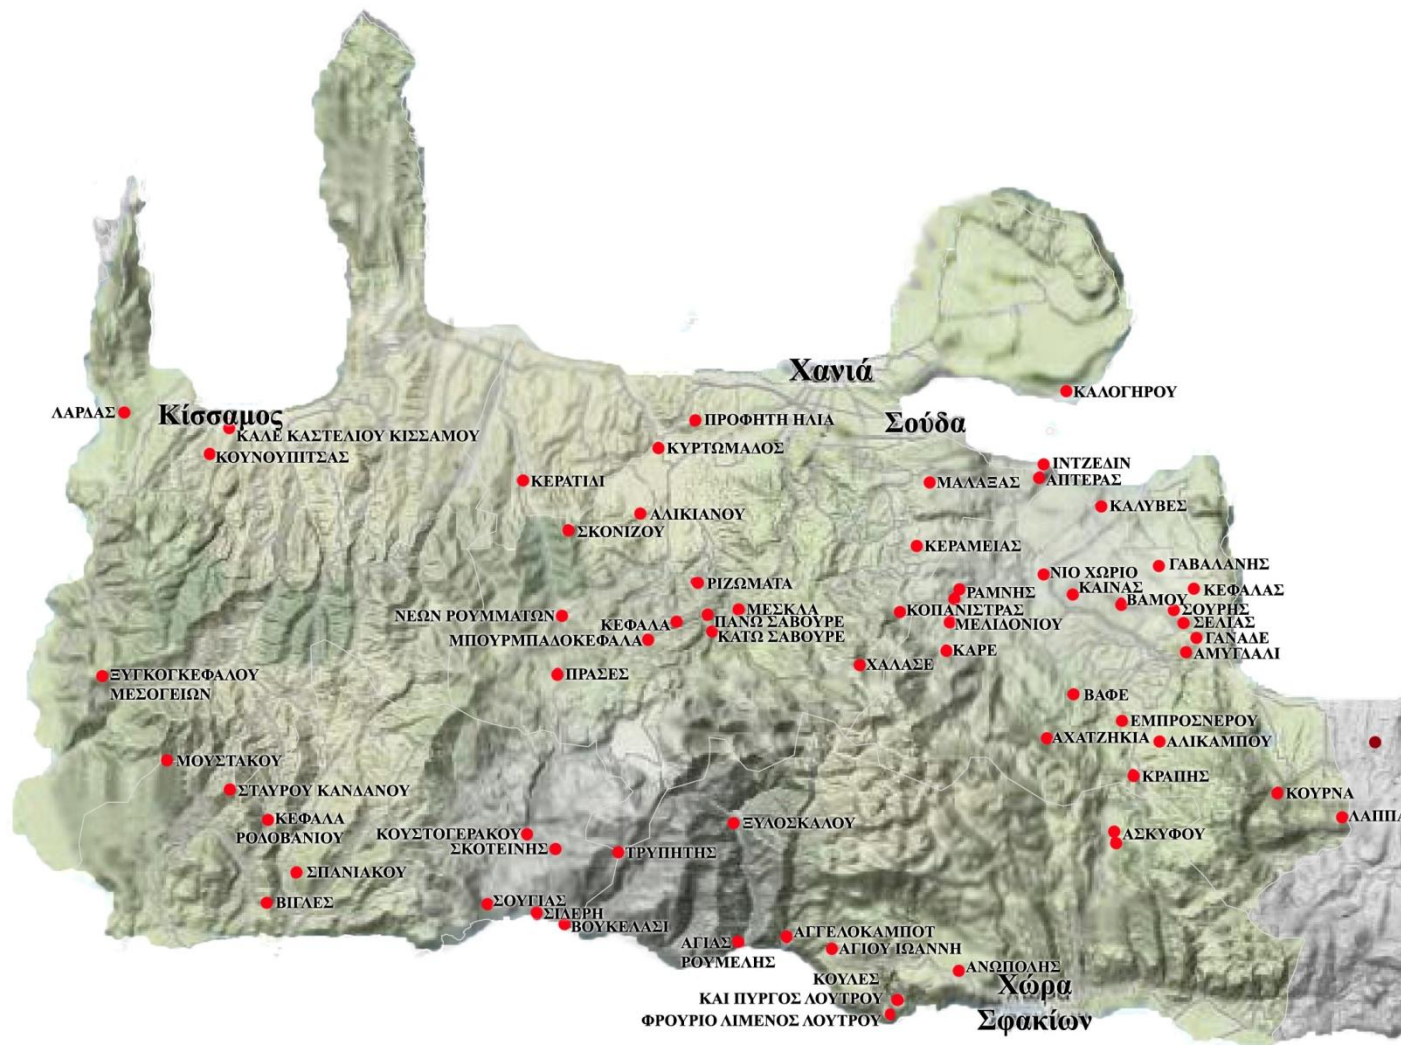 Χανιά
ΚΑΛΟΓΗΡΟΥ
ΛΑΡΔΑΣ
Κίσσαμος
ΠΡΟΦΗΤΗ ΗΛΙΑ
Σούδα
ΚΑΛΕ ΚΑΣΤΕΛΙΟΥ ΚΙΣΣΑΜΟΥ
ΚΟΥΝΟΥΠΙΤΣΑΣ
ΚΥΡΤΩΜΑΔΟΣ
ΙΝΤΖΕΔΙΝ
ΚΕΡΑΤΙΔΙ
ΜΑΛΑΞΑΣ
ΑΠΤΕΡΑΣ
ΑΛΙΚΙΑΝΟΥ
ΚΑΛΥΒΕΣ
ΣΚΟΝΙΖΟΥ
ΚΕΡΑΜΕΙΑΣ
ΓΑΒΑΛΑΝΗΣ
ΡΙΖΩΜΑΤΑ
ΝΙΟ ΧΩΡΙΟ
ΡΑΜΝΗΣ
ΚΑΙΝΑΣ
ΚΕΦΑΛΑΣ
ΒΑΜΟΥ
ΝΕΩΝ ΡΟΥΜΜΑΤΩΝ
ΜΕΣΚΛΑ
ΚΟΠΑΝΙΣΤΡΑΣ
ΣΟΥΡΗΣ
ΚΕΦΑΛΑ
ΠΑΝΩ ΣΑΒΟΥΡΕ
ΜΕΛΙΔΟΝΙΟΥ
ΣΕΛΙΑΣ
ΜΠΟΥΡΜΠΑΔΟΚΕΦΑΛΑ
ΚΑΤΩ ΣΑΒΟΥΡΕ
ΓΑΝΑΔΕ
ΚΑΡΕ
ΑΜΥΓΔΑΛΙ
ΞΥΓΚΟΓΚΕΦΑΛΟΥ
ΜΕΣΟΓΕΙΩΝ
ΠΡΑΣΕΣ
ΧΑΛΑΣΕ
ΒΑΦΕ
ΕΜΠΡΟΣΝΕΡΟΥ
ΑΧΑΤΖΗΚΙΑ
ΑΛΙΚΑΜΠΟΥ
ΜΟΥΣΤΑΚΟΥ
ΚΡΑΠΗΣ
ΣΤΑΥΡΟΥ ΚΑΝΔΑΝΟΥ
ΚΟΥΡΝΑ
ΚΕΦΑΛΑ
ΡΟΔΟΒΑΝΙΟΥ
ΚΟΥΣΤΟΓΕΡΑΚΟΥ
ΞΥΛΟΣΚΑΛΟΥ
ΑΣΚΥΦΟΥ
ΛΑΠΠΑ
ΣΚΟΤΕΙΝΗΣ
ΤΡΥΠΗΤΗΣ
ΣΠΑΝΙΑΚΟΥ
ΒΙΓΛΕΣ
ΣΟΥΓΙΑΣ
ΣΙΔΕΡΗ
ΒΟΥΚΕΛΑΣΙ
ΑΓΙΑΣ
ΡΟΥΜΕΛΗΣ
ΑΓΓΕΛΟΚΑΜΠΟΤ
ΑΓΙΟΥ ΙΩΑΝΝΗ
ΑΝΩΠΟΛΗΣ
ΚΟΥΛΕΣ
ΚΑΙ ΠΥΡΓΟΣ ΛΟΥΤΡΟΥ
ΦΡΟΥΡΙΟ ΛΙΜΕΝΟΣ ΛΟΥΤΡΟΥ
Χώρα
Σφακίων